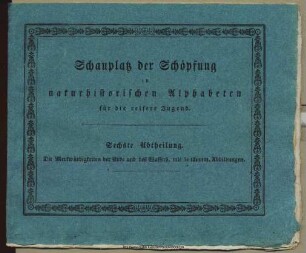 Schauplatz der Schöpfung
in
naturhistorischen Alphabeten
für die reifere Jugend.
Sechste Abtheilung.
Die Merkwürdigkeiten der Erde und des Wassers, mit Abbildungen.